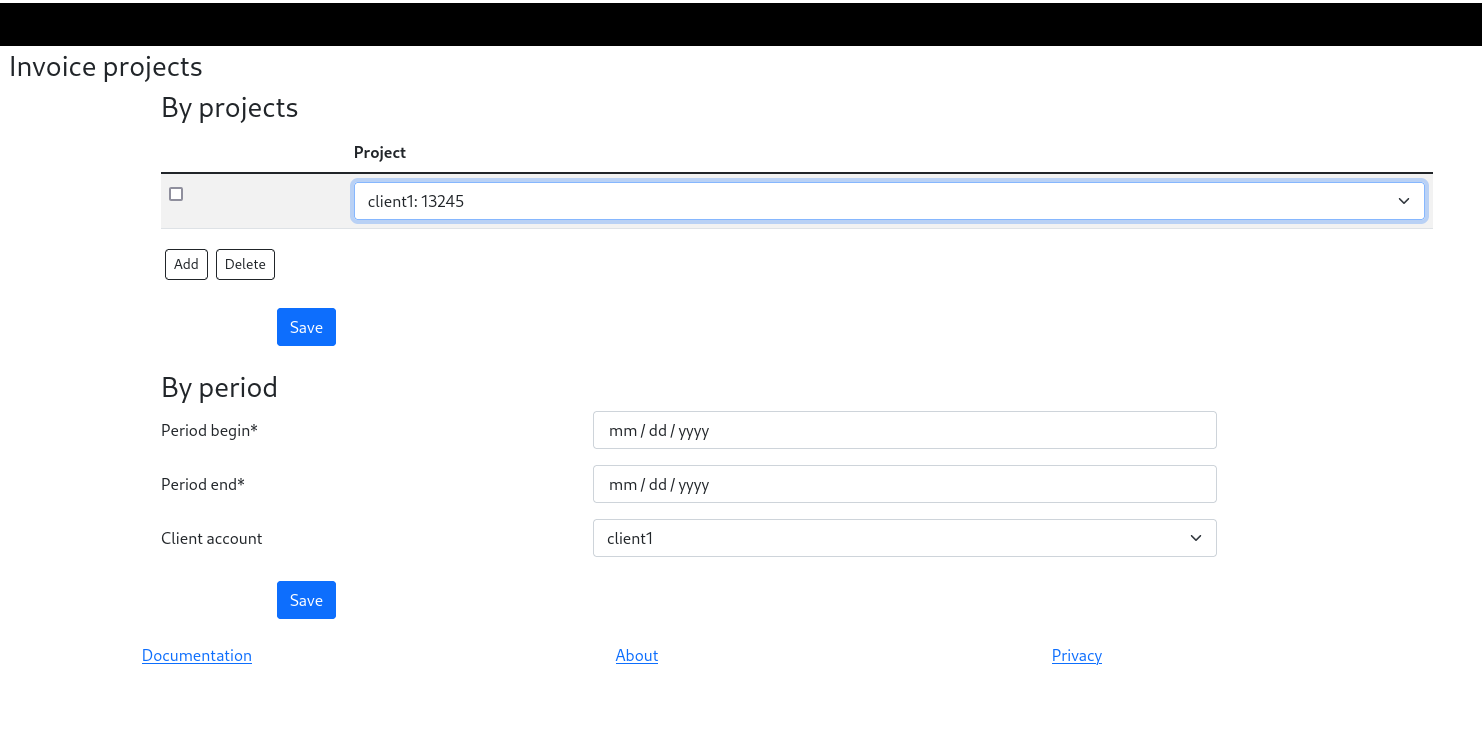 Invoice projects
By projects
Project
client1: 13245
Add Delete
Save
By period
Period begin* mm / dd / yyyy
Period end* mm / dd / yyyy
Client account client1
Save
Documentation About Privacy